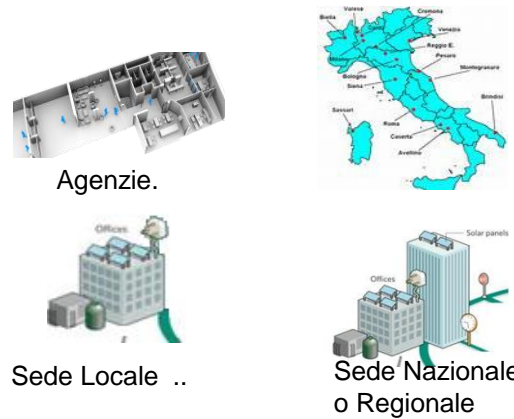 Varese
Cremona
Biella
Como
Venezia
Reggio E.
Milano
Pesaro
Bologna
Montegranaro
Siena
Sassari
Brindisi
Roma
Caserta
Avellino
Agenzie.
Offices
Solar panels
Offices
Sede Locale ..
Sede Nazionale
o Regionale